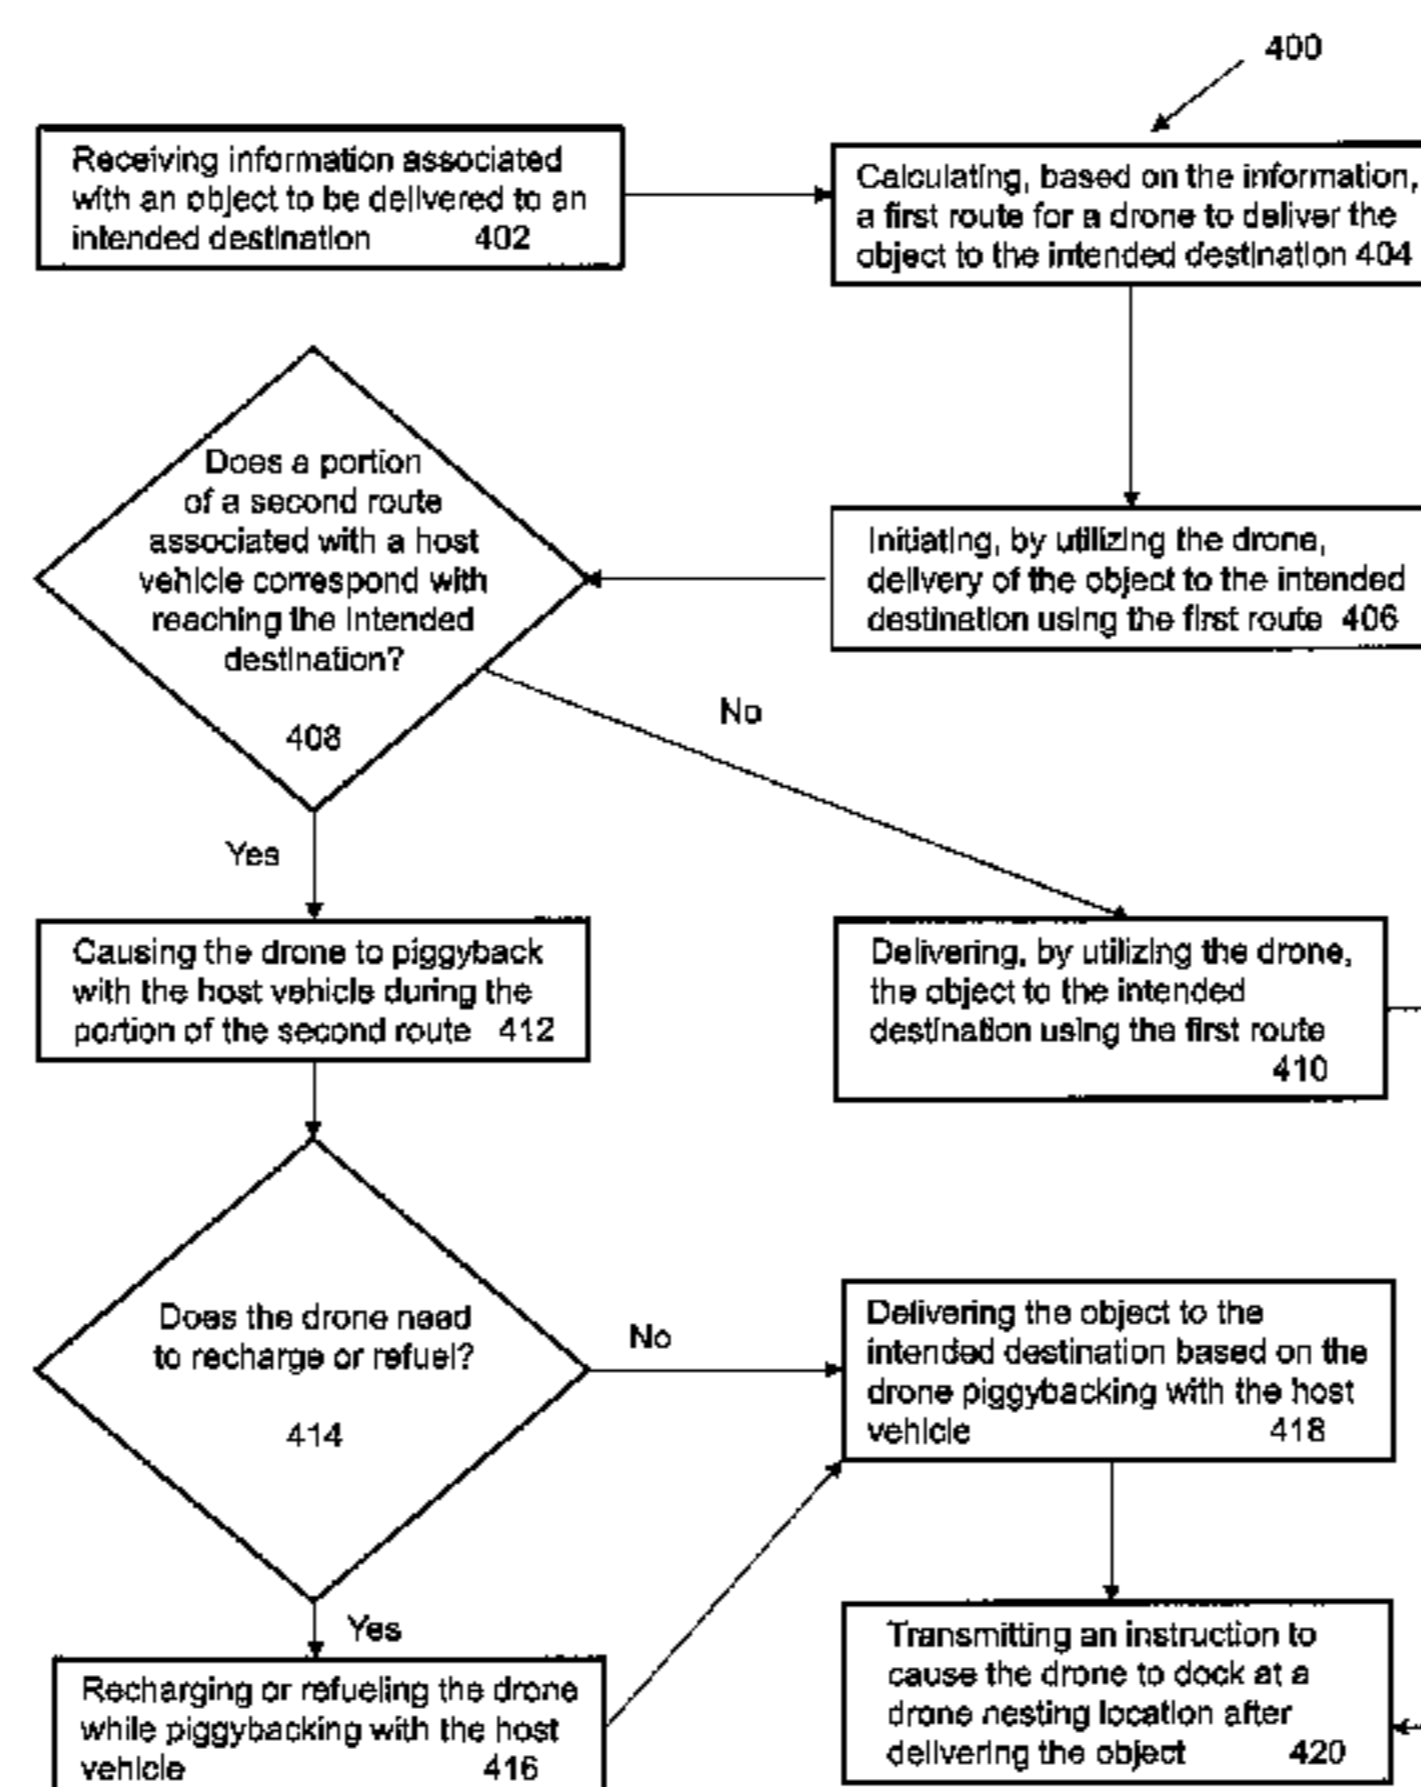 400
Receiving information associated
with an object to be delivered to an
intended destination 402
Calculating, based on the information,
a first route for a drone to deliver the
object to the intended destination 404
Initiating, by utilizing the drone,
delivery of the object to the intended
destination using the first route 406
Does a portion
of a second route
associated with a host
vehicle correspond with
reaching the intended
destination?
408
No
Yes
Causing the drone to piggyback
with the host vehicle during the
portion of the second route 412
Delivering, by utilizing the drone,
the object to the intended
destination using the first route
410
Does the drone need
to recharge or refuel?
414
No
Delivering the object to the
intended destination based on the
drone piggybacking with the host
vehicle 418
Yes
Recharging or refueling the drone
while piggybacking with the host
vehicle 416
Transmitting an instruction to
cause the drone to dock at a
drone nesting location after
delivering the object 420